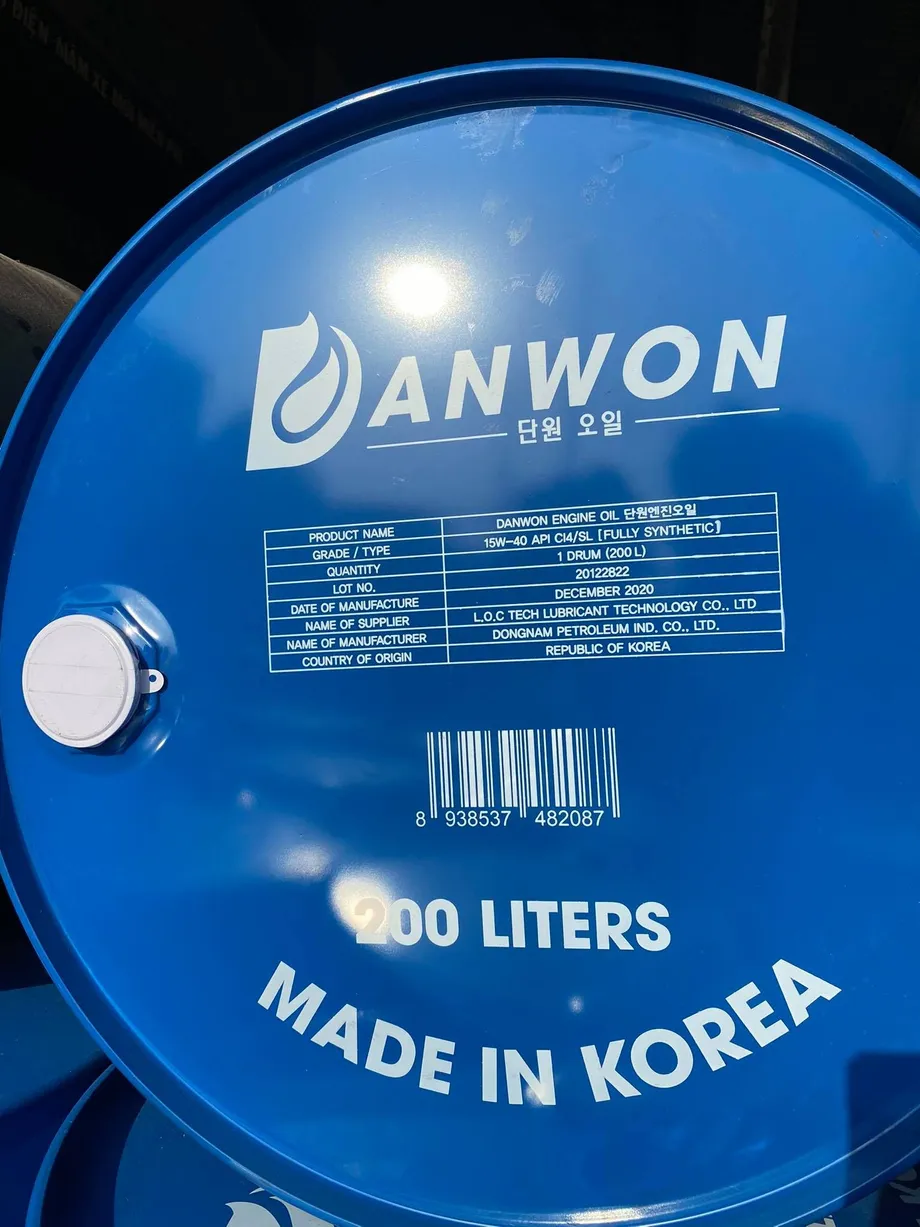 DANWON
단원 오일
PRODUCT NAME DANWON ENGINE OIL 단원엔진오일
GRADE / TYPE 15W-40 API CI4/SL [FULLY SYNTHETIC]
QUANTITY 1 DRUM (200 L)
LOT NO. 20122822
DATE OF MANUFACTURE DECEMBER 2020
NAME OF SUPPLIER L.O.C TECH LUBRICANT TECHNOLOGY CO., LTD
NAME OF MANUFACTURER DONGNAM PETROLEUM IND. CO., LTD.
COUNTRY OF ORIGIN REPUBLIC OF KOREA
8 938537 482087
200 LITERS
MADE IN KOREA